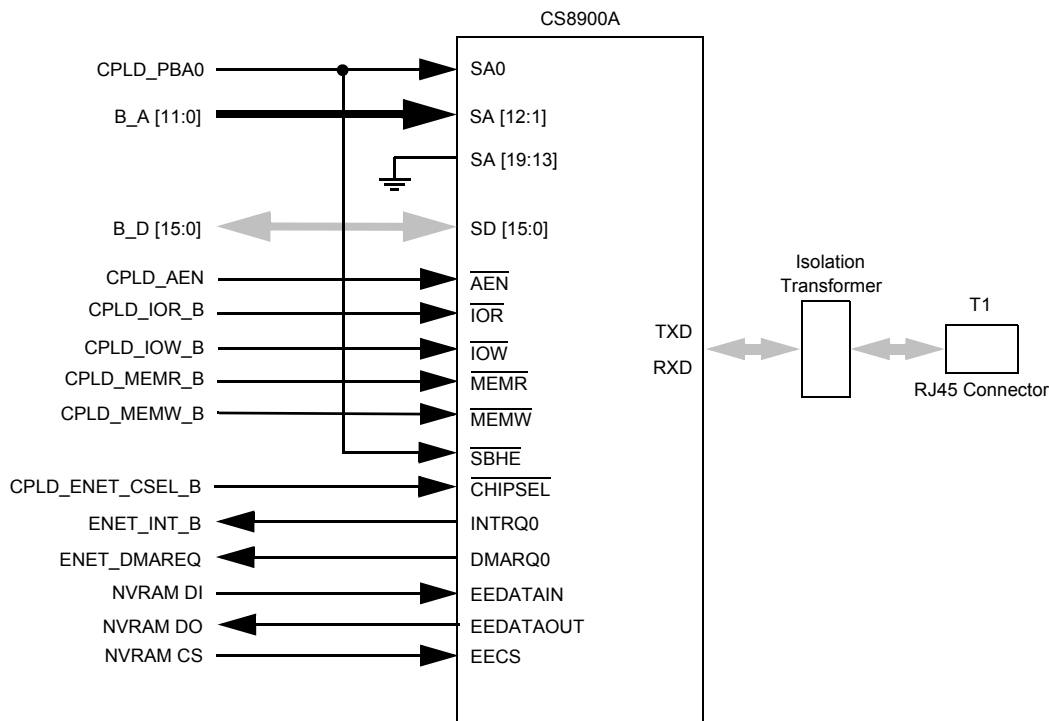 CS8900A
CPLD_PBA0 SA0
B_A [11:0] SA [12:1]
SA [19:13]
B_D [15:0] SD [15:0]
CPLD_AEN AEN
CPLD_IOR_B IOR
CPLD_IOW_B IOW
CPLD_MEMR_B MEMR
CPLD_MEMW_B MEMW
SBHE
CPLD_ENET_CSEL_B CHIPSEL
ENET_INT_B INTRQ0
ENET_DMAREQ DMARQ0
NVRAM DI EEDATAIN
NVRAM DO EEDATAOUT
NVRAM CS EECS
TXD
RXD
Isolation
Transformer
T1
RJ45 Connector